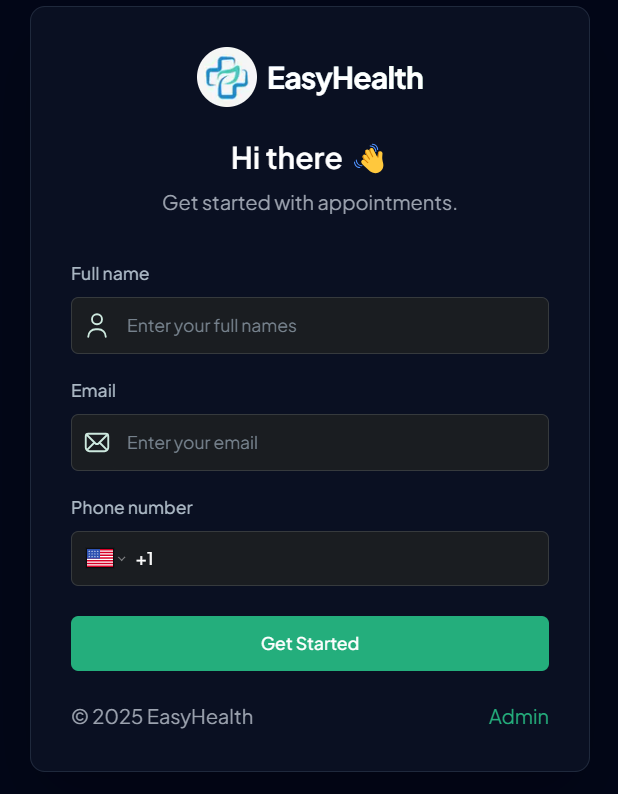 EasyHealth
Hi there 👋
Get started with appointments.
Full name
Enter your full names
Email
Enter your email
Phone number
+1
Get Started
© 2025 EasyHealth
Admin